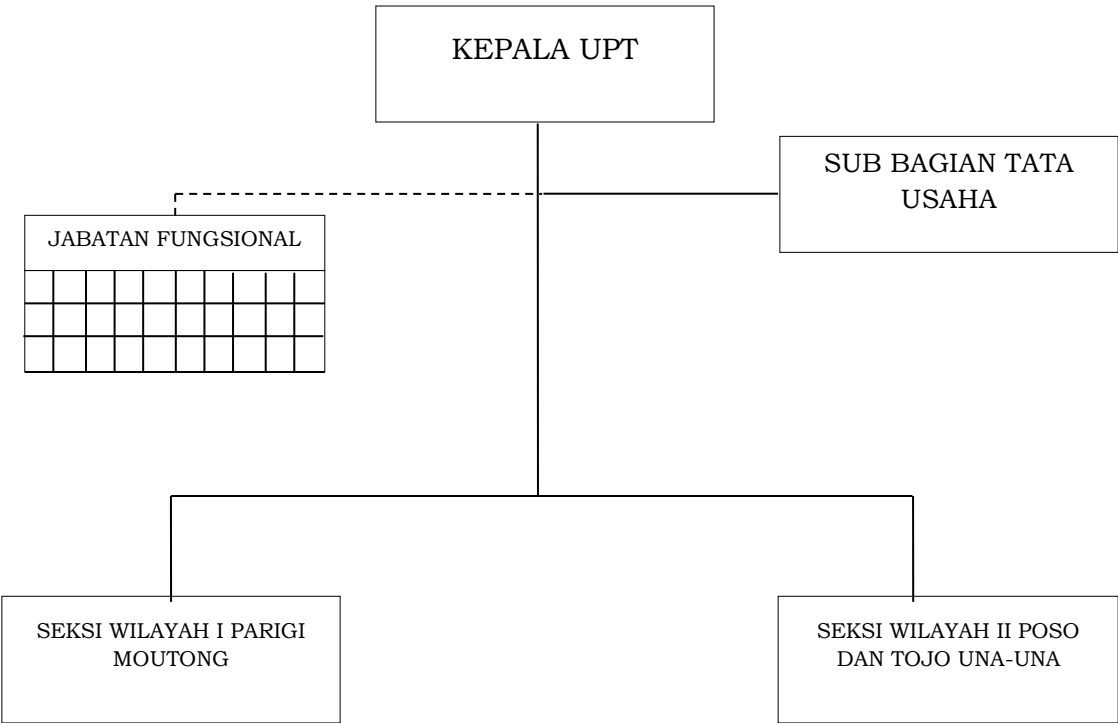 KEPALA UPT
SUB BAGIAN TATA
USAHA
JABATAN FUNGSIONAL
SEKSI WILAYAH I PARIGI
MOUTONG
SEKSI WILAYAH II POSO
DAN TOJO UNA-UNA